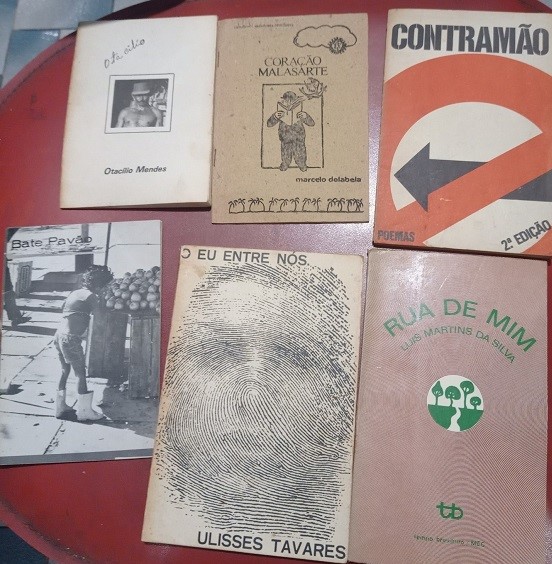 Otacílio
Otacílio Mendes
CORAÇÃO
MALASARTE
marcelo dolabela
CONTRAMÃO
POEMAS
2ª EDIÇÃO
Bate Pavão
O EU ENTRE NÓS.
ULISSES TAVARES
RUA DE MIM
LUIS MARTINS DA SILVA
tb